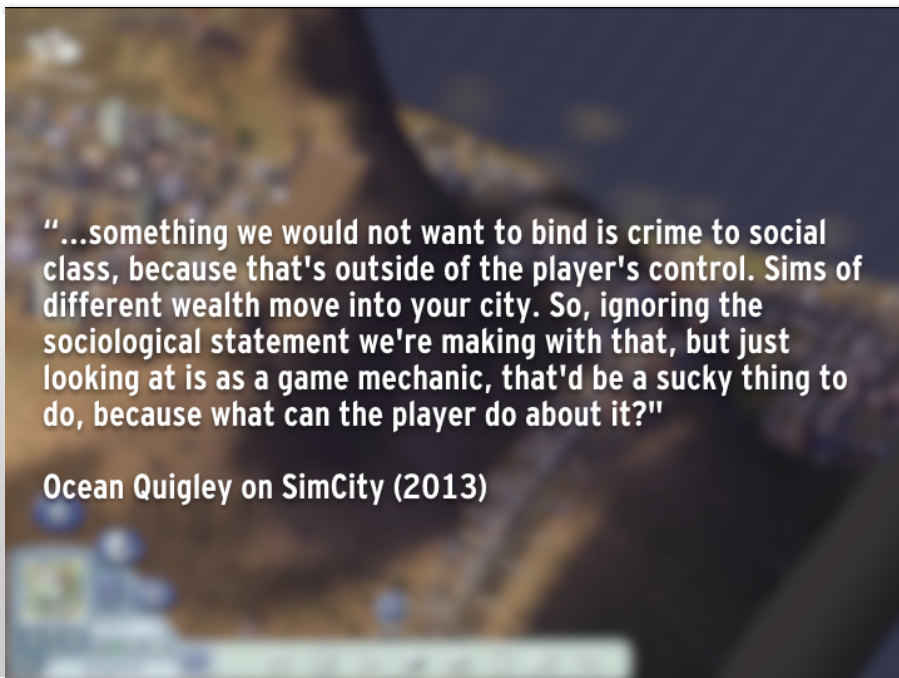 “...something we would not want to bind is crime to social
class, because that's outside of the player's control. Sims of
different wealth move into your city. So, ignoring the
sociological statement we're making with that, but just
looking at is as a game mechanic, that'd be a sucky thing to
do, because what can the player do about it?"
Ocean Quigley on SimCity (2013)